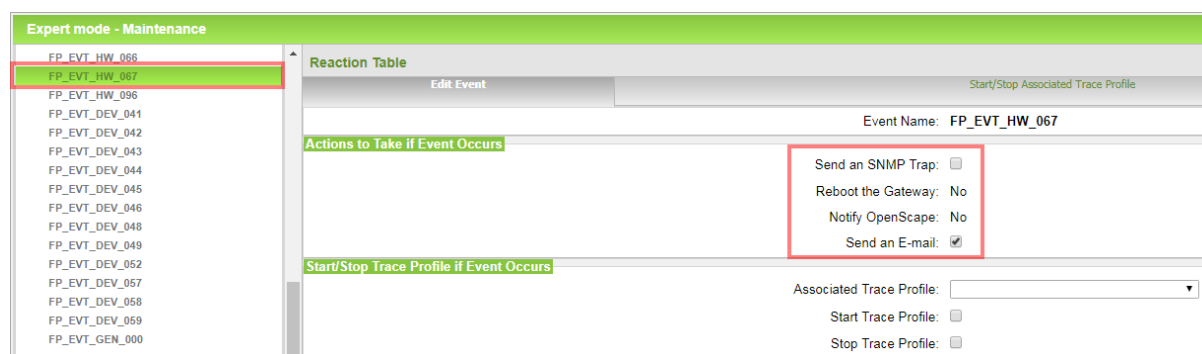 Expert mode - Maintenance
FP_EVT_HW_066
FP_EVT_HW_067
FP_EVT_HW_096
FP_EVT_DEV_041
FP_EVT_DEV_042
FP_EVT_DEV_043
FP_EVT_DEV_044
FP_EVT_DEV_045
FP_EVT_DEV_046
FP_EVT_DEV_048
FP_EVT_DEV_049
FP_EVT_DEV_052
FP_EVT_DEV_057
FP_EVT_DEV_058
FP_EVT_DEV_059
FP_EVT_GEN_000
Reaction Table
Edit Event Start/Stop Associated Trace Profile
Event Name: FP_EVT_HW_067
Actions to Take if Event Occurs
Send an SNMP Trap:
Reboot the Gateway: No
Notify OpenScape: No
Send an E-mail:
Start/Stop Trace Profile if Event Occurs
Associated Trace Profile:
Start Trace Profile:
Stop Trace Profile: